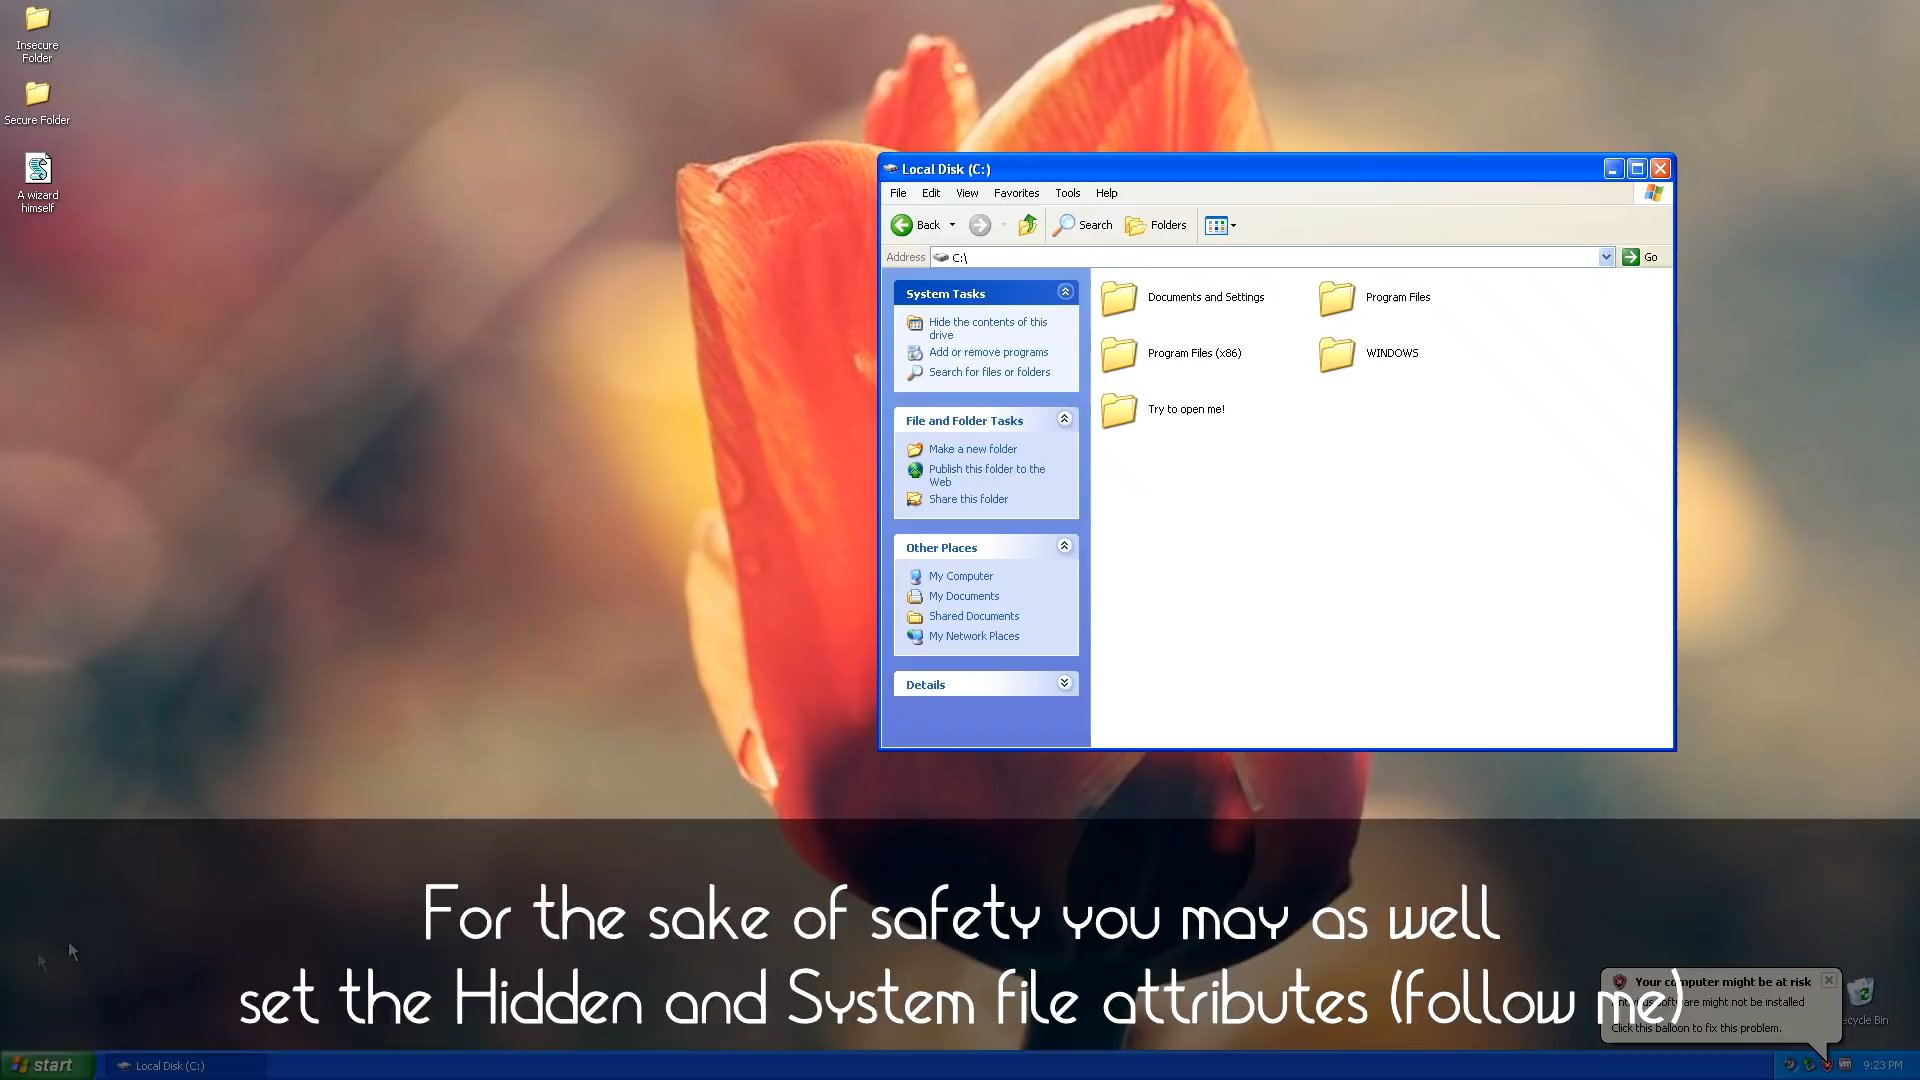 Insecure
Folder
Secure Folder
A wizard
himself
Local Disk (C:)
File Edit View Favorites Tools Help
Back Search Folders
Address C:\ Go
System Tasks
Hide the contents of this
drive
Add or remove programs
Search for files or folders
File and Folder Tasks
Make a new folder
Publish this folder to the
Web
Share this folder
Other Places
My Computer
My Documents
Shared Documents
My Network Places
Details
Documents and Settings Program Files
Program Files (x86) WINDOWS
Try to open me!
For the sake of safety you may as well
set the Hidden and System file attributes (follow me)
Your computer might be at risk
software might not be installed
Click this balloon to fix this problem.
Bin
start Local Disk (C:) 9:23 PM